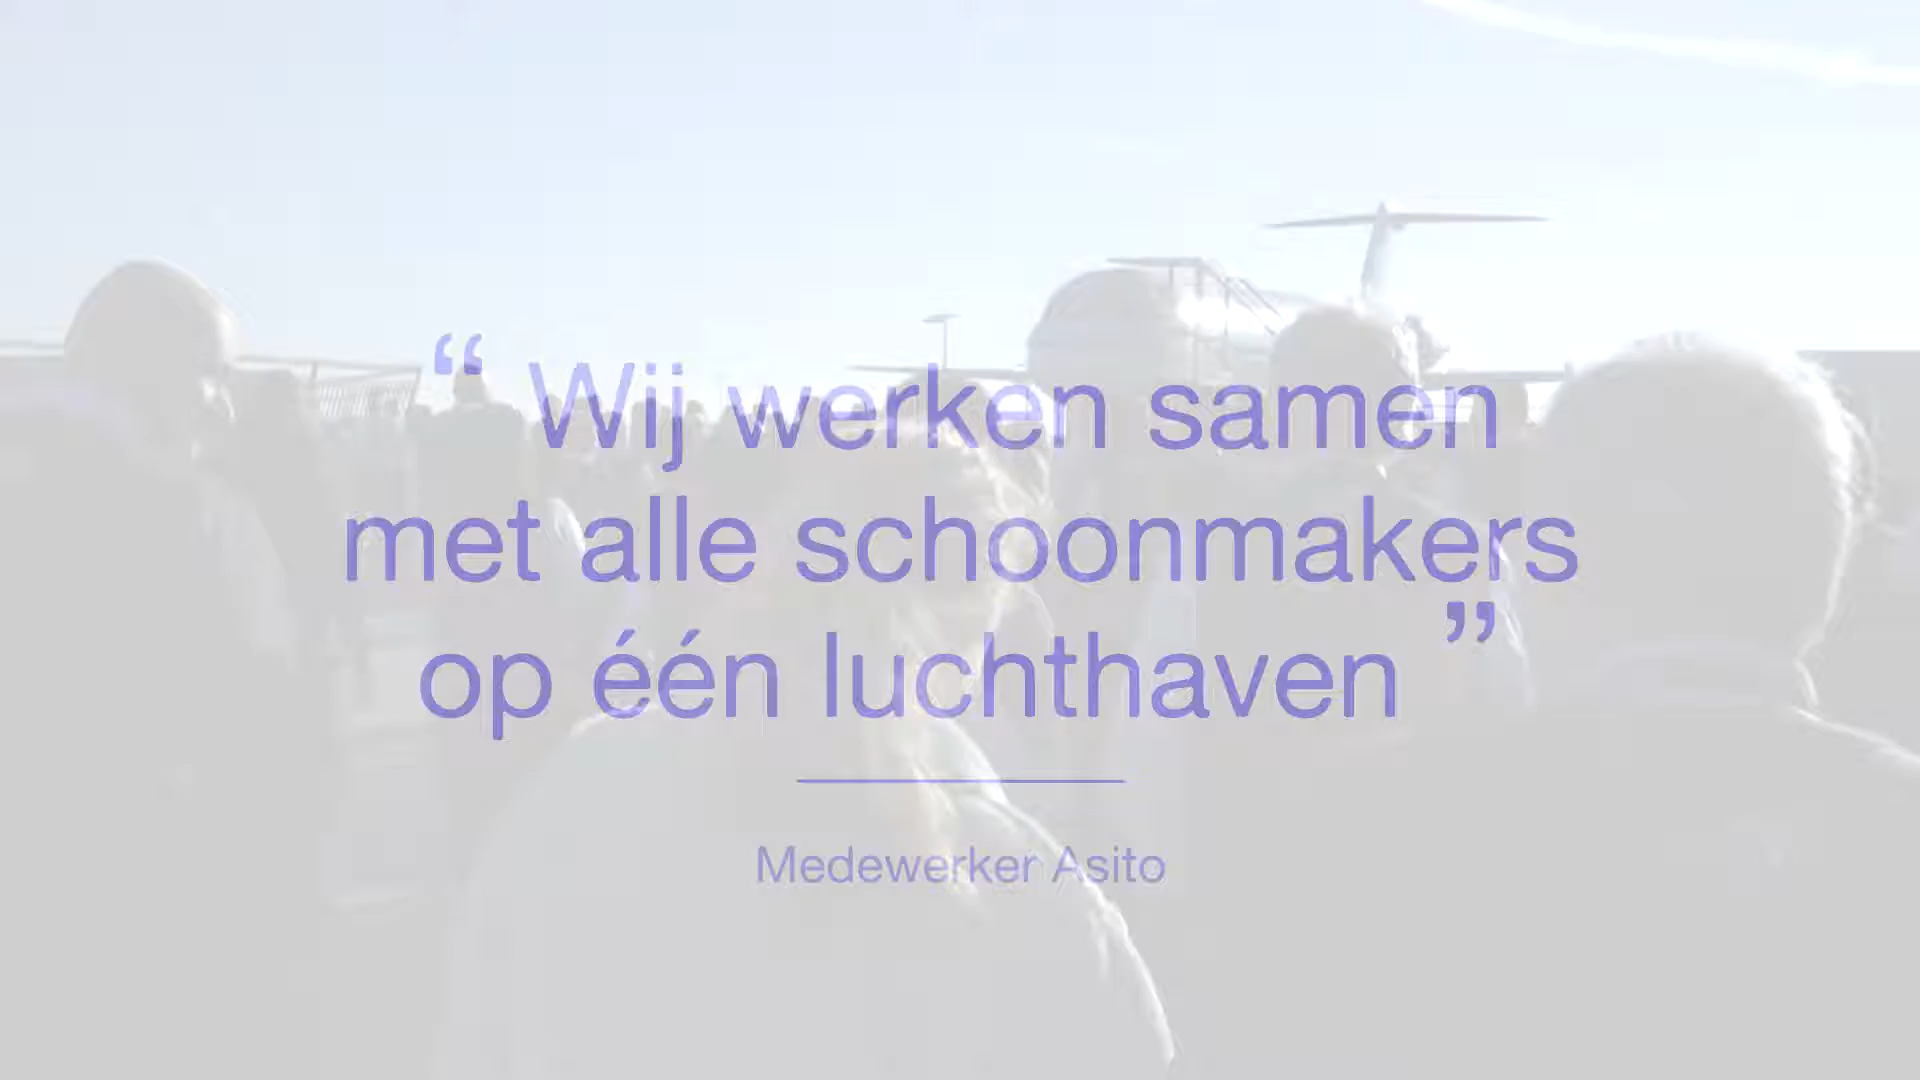 “ Wij werken samen
met alle schoonmakers
op één luchthaven ”
Medewerker Asito